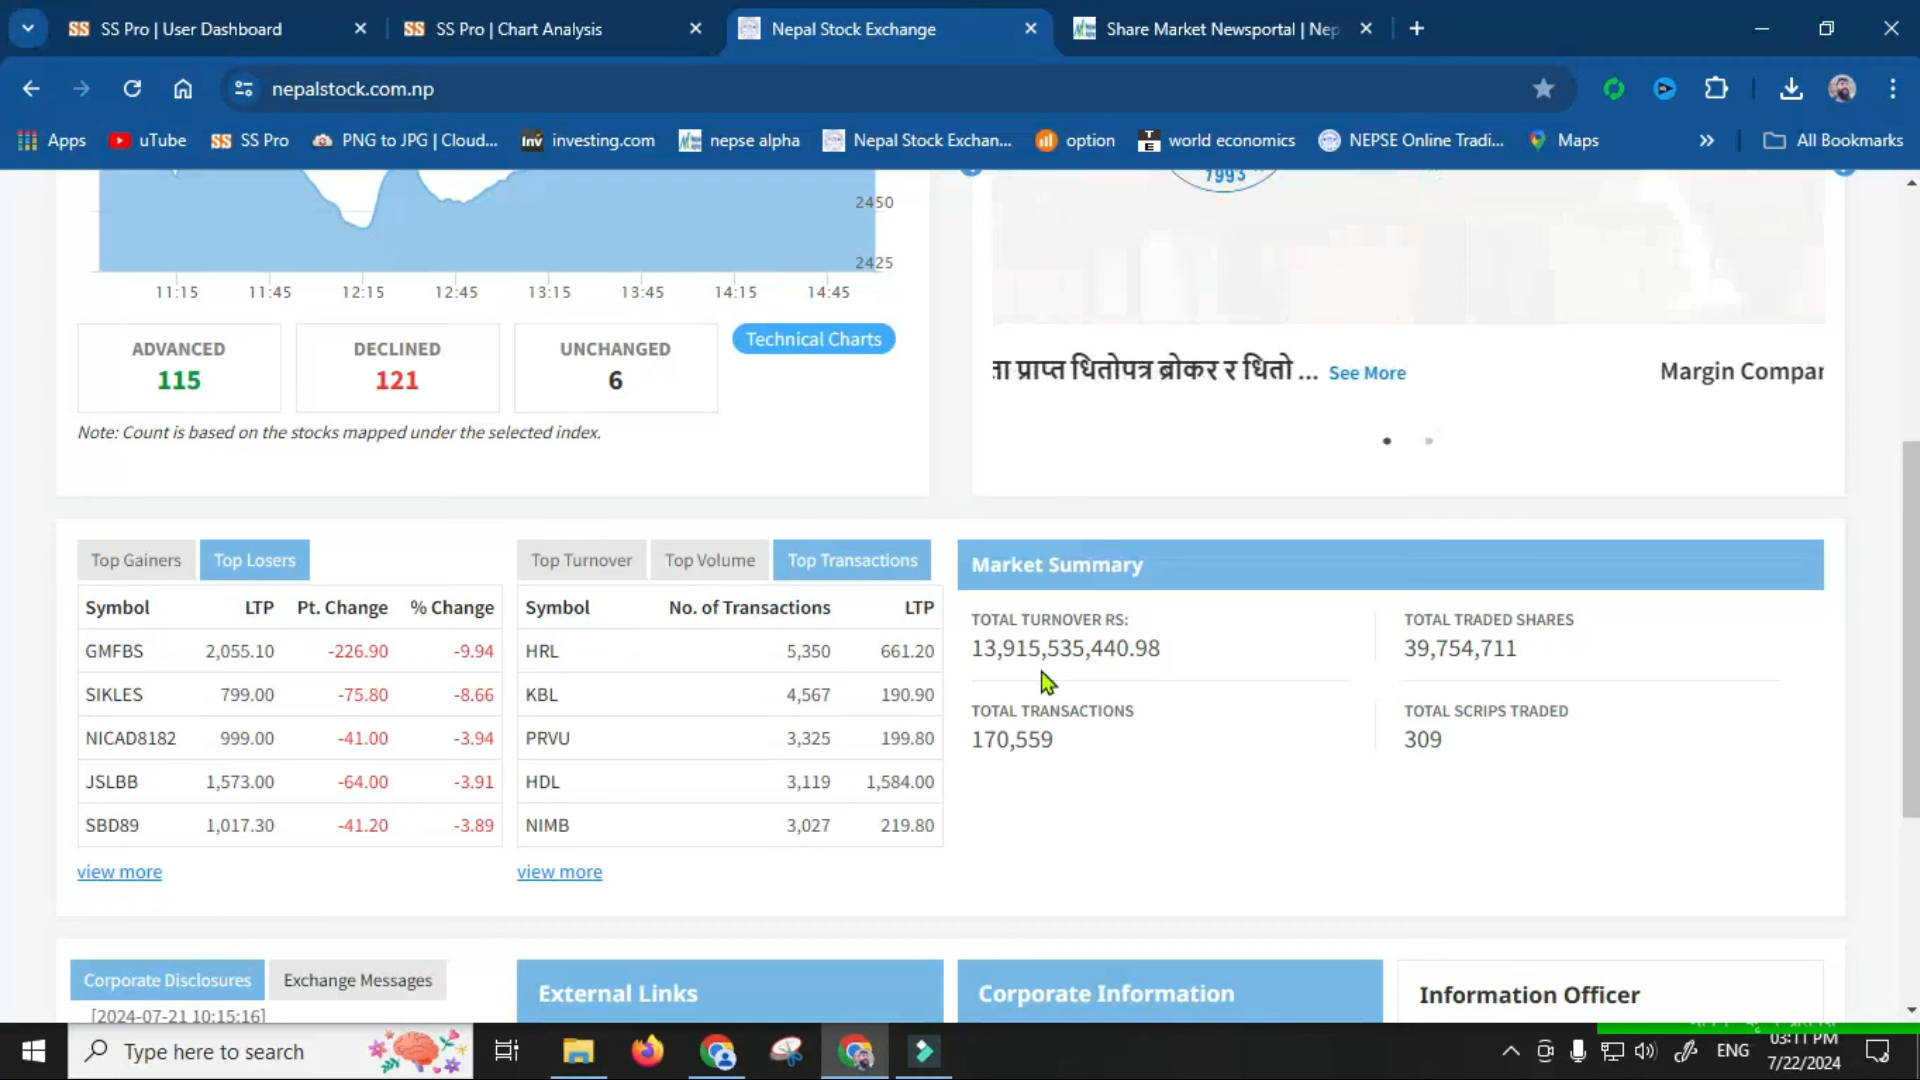 SS Pro | User Dashboard
SS Pro | Chart Analysis
Nepal Stock Exchange
Share Market Newsportal | Nep
nepalstock.com.np
Apps
uTube
SS Pro
PNG to JPG | Cloud...
investing.com
nepse alpha
Nepal Stock Exchan...
option
world economics
NEPSE Online Tradi...
Maps
All Bookmarks
2450
2425
11:15 11:45 12:15 12:45 13:15 13:45 14:15 14:45
ADVANCED
115
DECLINED
121
UNCHANGED
6
Technical Charts
Note: Count is based on the stocks mapped under the selected index.
1993
ता प्राप्त धितोपत्र ब्रोकर र धितो ... See More
Margin Compar
Top Gainers
Top Losers
Symbol LTP Pt. Change % Change
GMFBS 2,055.10 -226.90 -9.94
SIKLES 799.00 -75.80 -8.66
NICAD8182 999.00 -41.00 -3.94
JSLBB 1,573.00 -64.00 -3.91
SBD89 1,017.30 -41.20 -3.89
view more
Top Turnover
Top Volume
Top Transactions
Symbol No. of Transactions LTP
HRL 5,350 661.20
KBL 4,567 190.90
PRVU 3,325 199.80
HDL 3,119 1,584.00
NIMB 3,027 219.80
view more
Market Summary
TOTAL TURNOVER RS:
13,915,535,440.98
TOTAL TRADED SHARES
39,754,711
TOTAL TRANSACTIONS
170,559
TOTAL SCRIPS TRADED
309
Corporate Disclosures
Exchange Messages
[2024-07-21 10:15:16]
External Links
Corporate Information
Information Officer
Type here to search
ENG
03:11 PM
7/22/2024